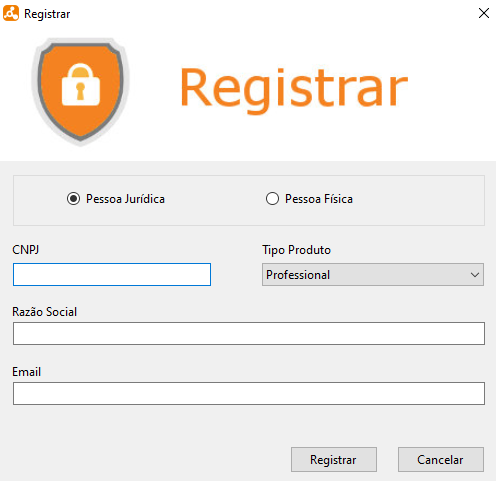 Registrar
Registrar
Pessoa Jurídica Pessoa Física
CNPJ Tipo Produto
Professional
Razão Social
Email
Registrar Cancelar